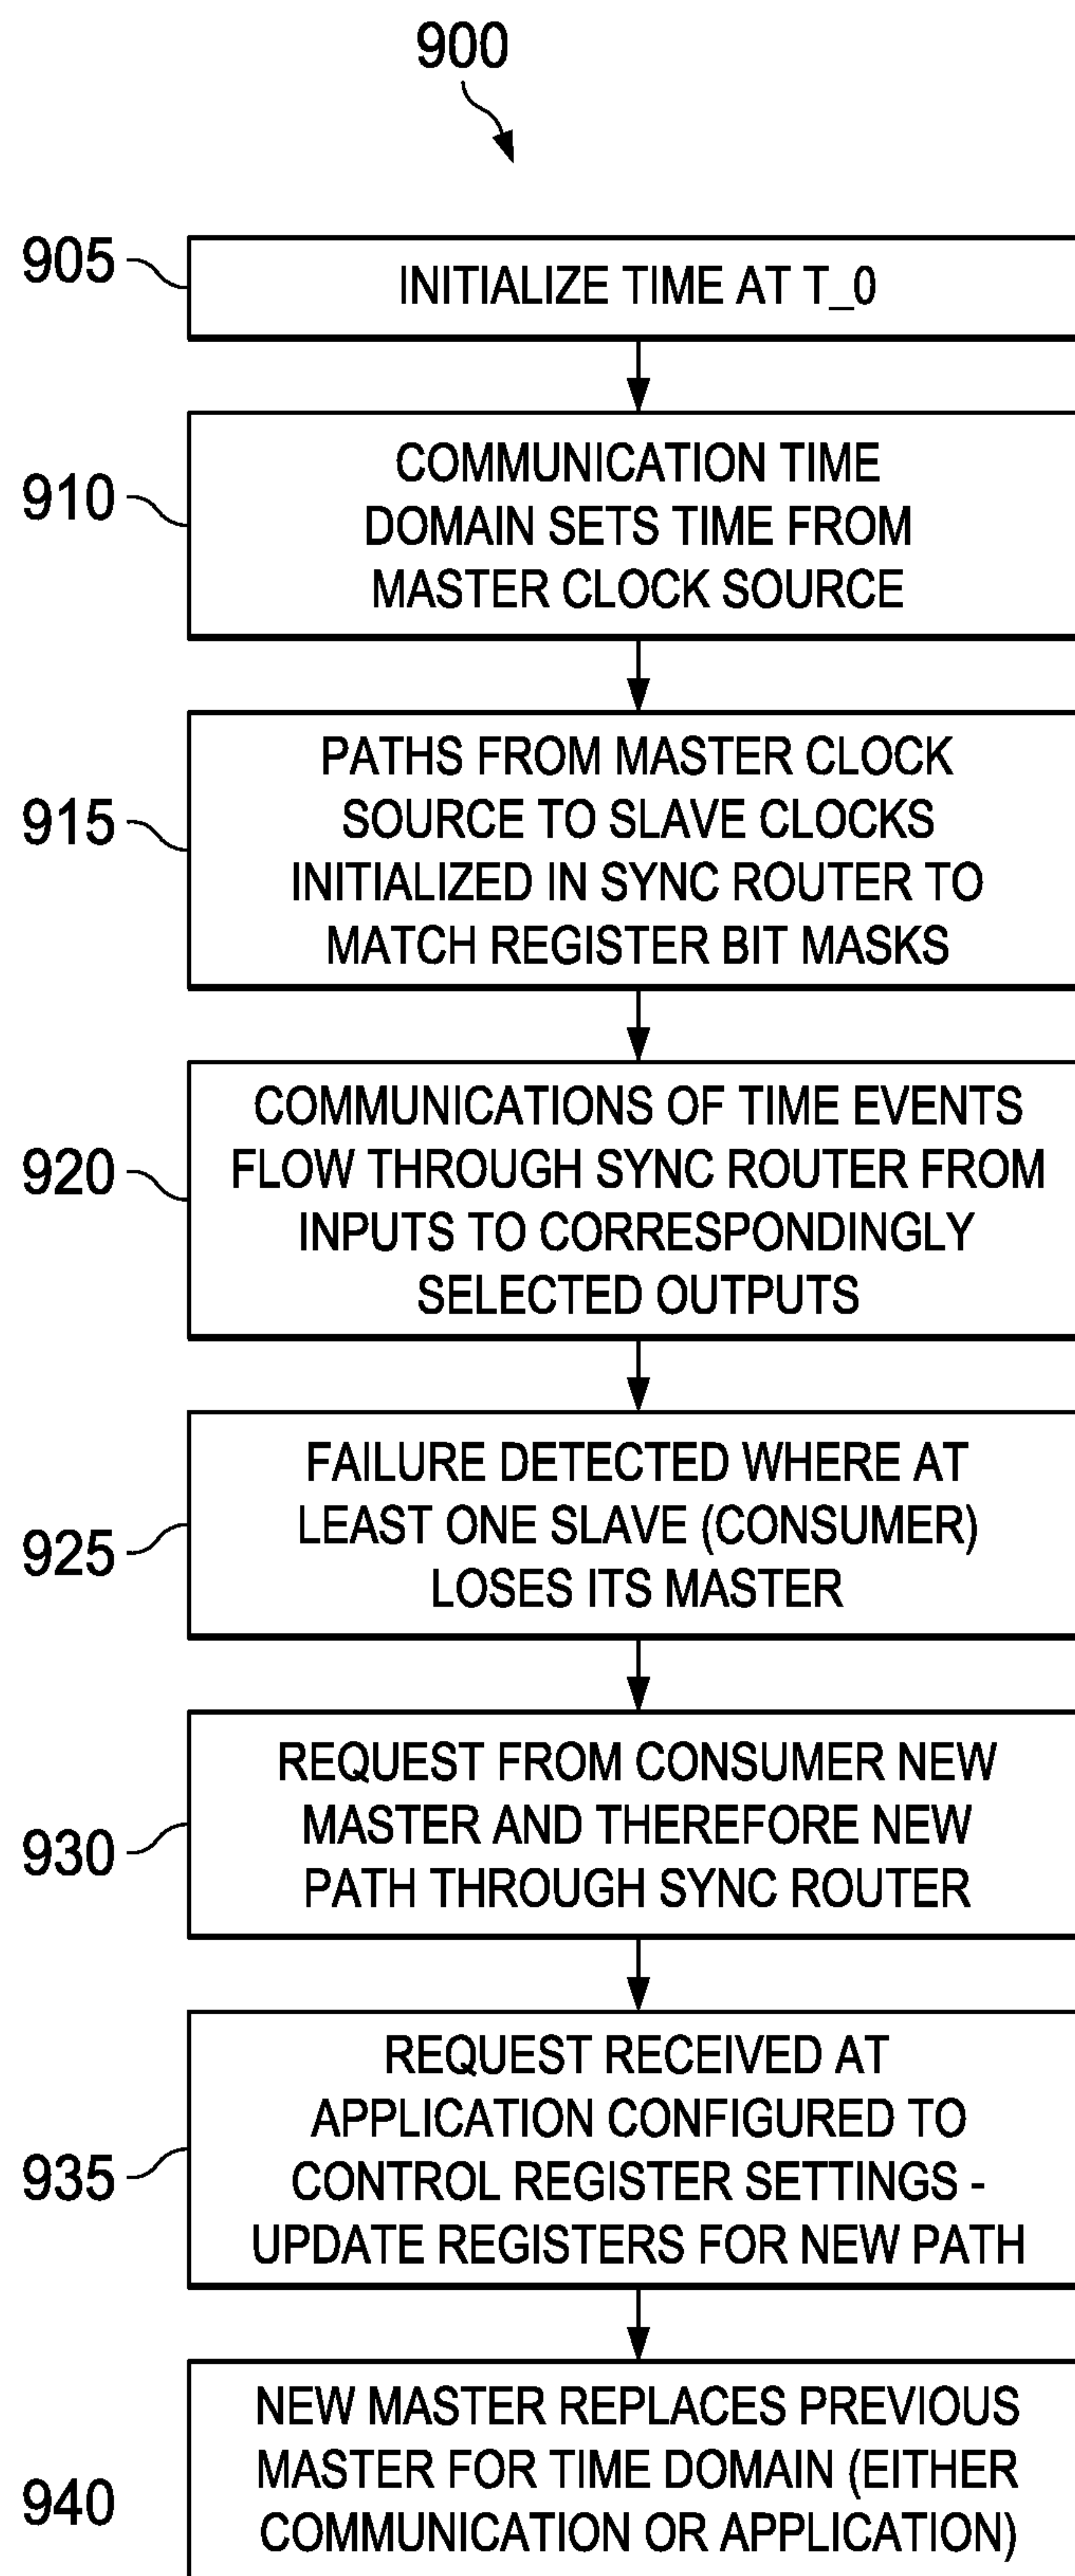 900
905
INITIALIZE TIME AT T_0
910
COMMUNICATION TIME
DOMAIN SETS TIME FROM
MASTER CLOCK SOURCE
915
PATHS FROM MASTER CLOCK
SOURCE TO SLAVE CLOCKS
INITIALIZED IN SYNC ROUTER TO
MATCH REGISTER BIT MASKS
920
COMMUNICATIONS OF TIME EVENTS
FLOW THROUGH SYNC ROUTER FROM
INPUTS TO CORRESPONDINGLY
SELECTED OUTPUTS
925
FAILURE DETECTED WHERE AT
LEAST ONE SLAVE (CONSUMER)
LOSES ITS MASTER
930
REQUEST FROM CONSUMER NEW
MASTER AND THEREFORE NEW
PATH THROUGH SYNC ROUTER
935
REQUEST RECEIVED AT
APPLICATION CONFIGURED TO
CONTROL REGISTER SETTINGS -
UPDATE REGISTERS FOR NEW PATH
940
NEW MASTER REPLACES PREVIOUS
MASTER FOR TIME DOMAIN (EITHER
COMMUNICATION OR APPLICATION)